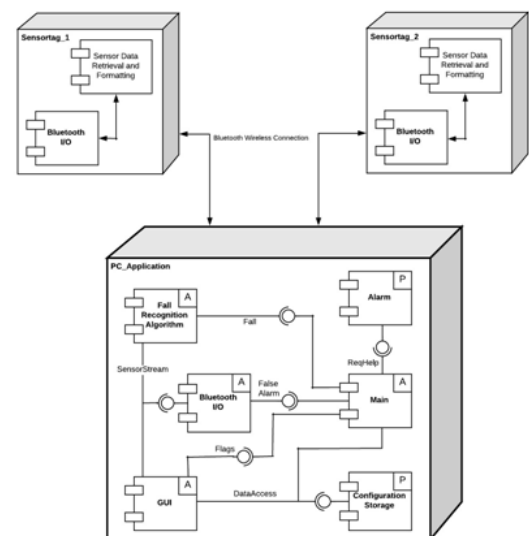 Sensortag_1
Sensor Data
Retrieval and
Formatting
Bluetooth
I/O
Sensortag_2
Sensor Data
Retrieval and
Formatting
Bluetooth
I/O
Bluetooth Wireless Connection
PC_Application
A
Fall
Recognition
Algorithm
Fall
P
Alarm
ReqHelp
SensorStream
A
Bluetooth
I/O
False
Alarm
A
Main
Flags
A
GUI
DataAccess
P
Configuration
Storage